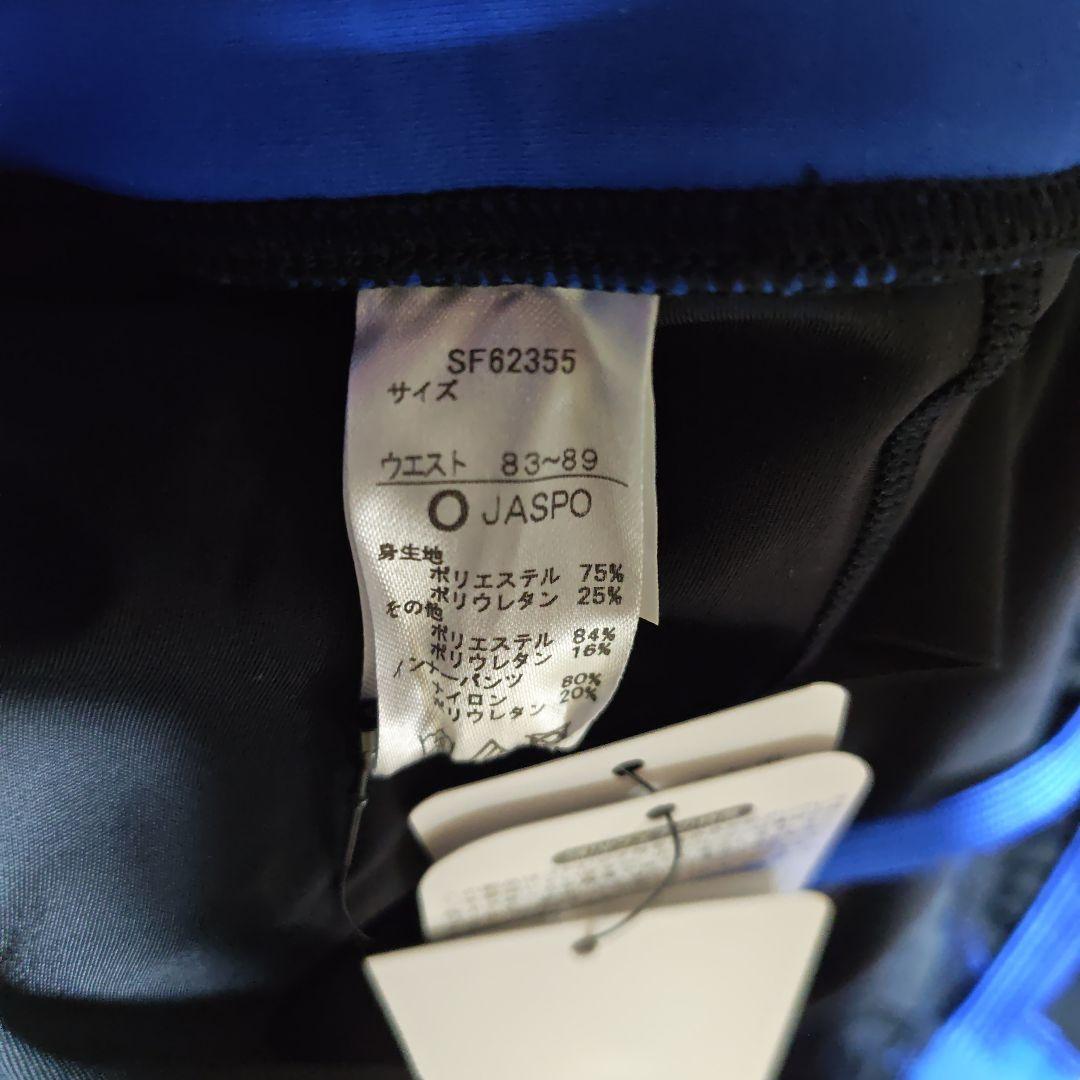 SF62355
サイズ
ウエスト 83~89
O JASPO
身生地
ポリエステル 75%
ポリウレタン 25%
その他
ポリエステル 84%
ポリウレタン 16%
インナーパンツ
ナイロン 80%
ポリウレタン 20%